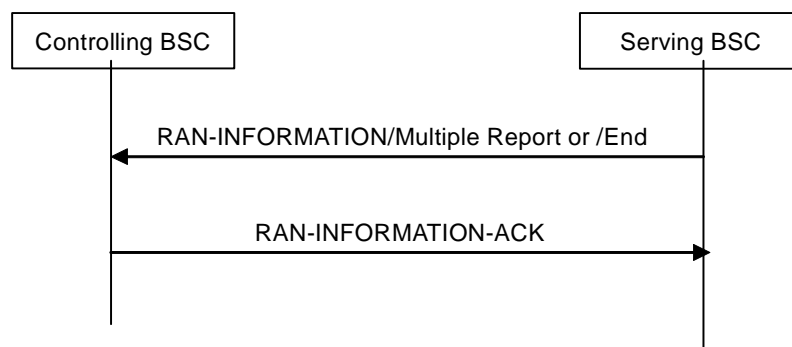 Controlling BSC
Serving BSC
RAN-INFORMATION/Multiple Report or /End
RAN-INFORMATION-ACK